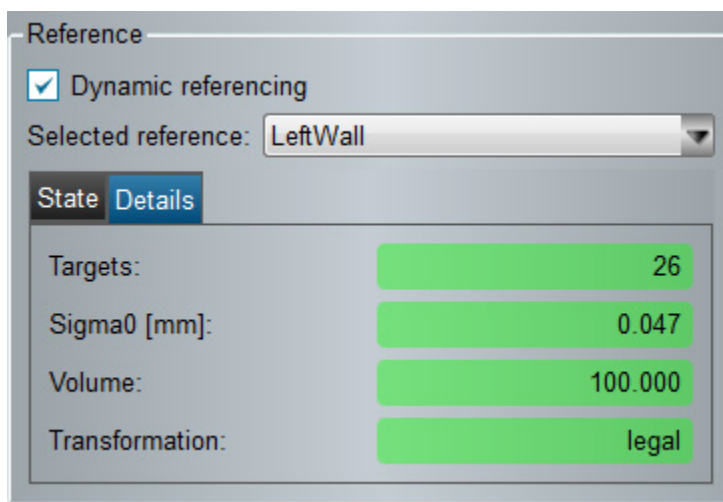 Reference
Dynamic referencing
Selected reference: LeftWall
State Details
Targets: 26
Sigma0 [mm]: 0.047
Volume: 100.000
Transformation: legal